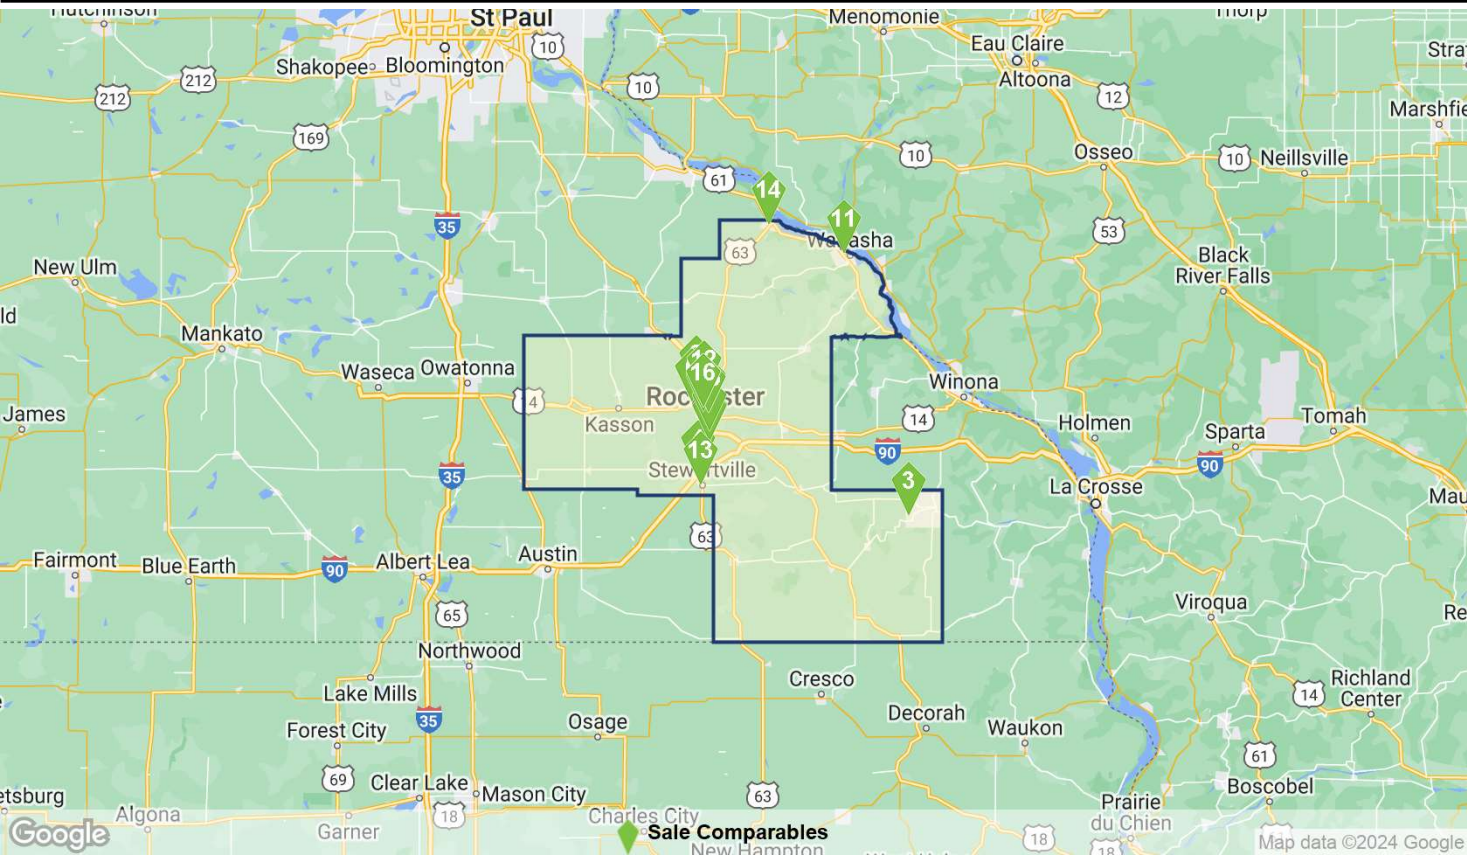 St Paul
Menomonie
10
Eau Claire
Shakopee
Bloomington
Altoona
212
212
10
12
169
Osseo
10
Neillsville
10
61
14
11
35
63
53
New Ulm
Black
River Falls
Mankato
Waseca
Owatonna
16
Winona
James
Kasson
14
Holmen
Tomah
Sparta
13
90
90
35
3
La Crosse
63
Fairmont
Blue Earth
90
Albert Lea
Austin
65
Viroqua
Northwood
Cresco
Richland
Center
Lake Mills
14
35
Osage
Decorah
Waukon
Forest City
61
69
Clear Lake
Mason City
63
Boscobel
Algona
18
Charles City
Prairie
du Chien
Garner
Google
Sale Comparables
18
18
New Hampton
Map data ©2024 Google